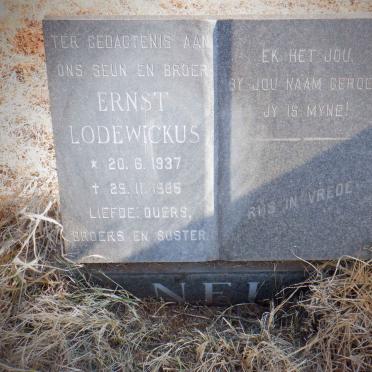 TER GEDAGTENIS AAN
ONS SEUN EN BROER
ERNST
LODEWICKUS
* 20. 6. 1937
† 29. 11. 1985
LIEFDE: OUERS,
BROERS EN SUSTER.
EK HET JOU,
BY JOU NAAM GEROEP
JY IS MYNE!
RUS IN VREDE
NEL